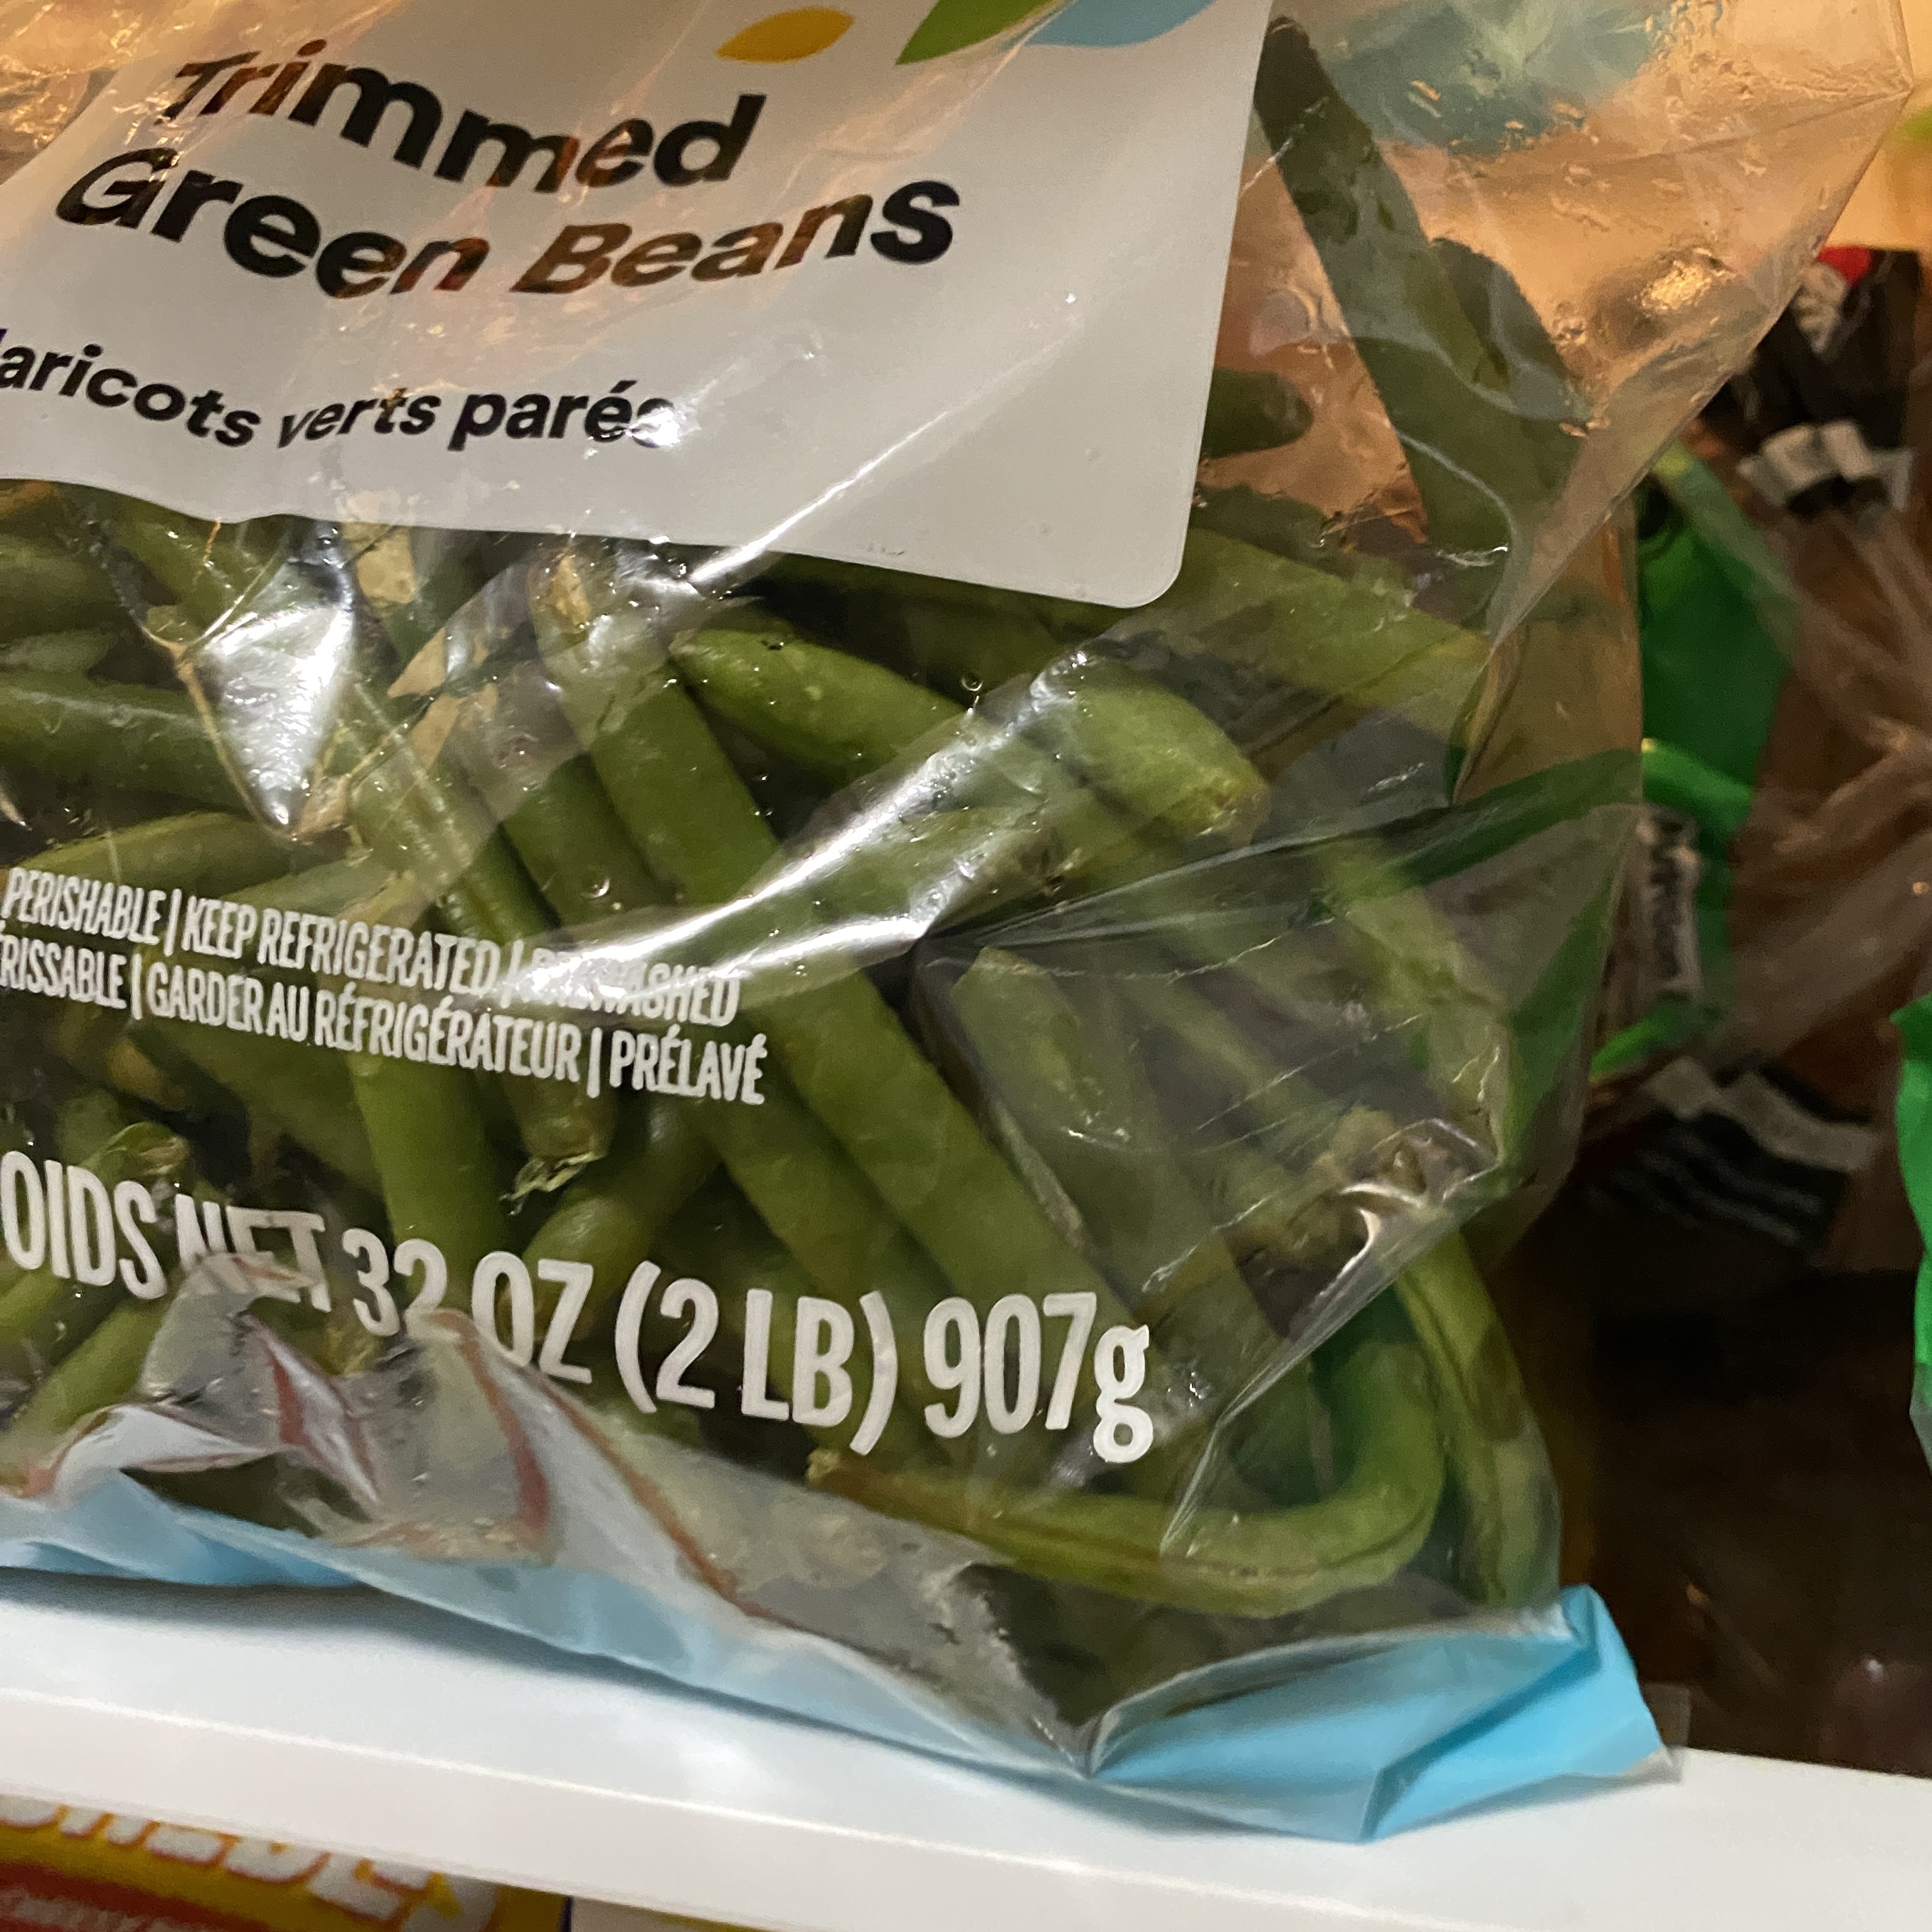 Trimmed
Green Beans
aricots verts parés
PERISHABLE | KEEP REFRIGERATED | PREWASHED
RISSABLE | GARDER AU RÉFRIGÉRATEUR | PRÉLAVÉ
OIDS NET 32 OZ (2 LB) 907g